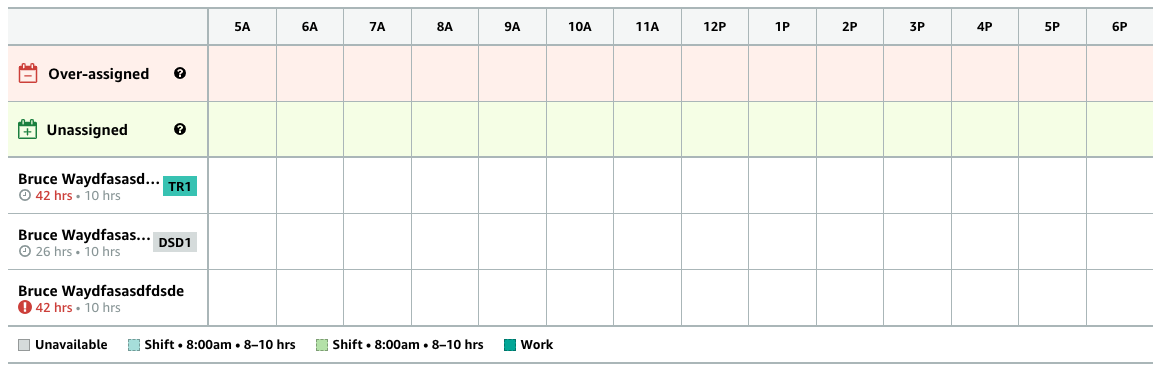 5A 6A 7A 8A 9A 10A 11A 12P 1P 2P 3P 4P 5P 6P
Over-assigned ?
Unassigned ?
Bruce Waydfasasd... TR1
42 hrs • 10 hrs
Bruce Waydfasas... DSD1
26 hrs • 10 hrs
Bruce Waydfasasdfdsde
! 42 hrs • 10 hrs
Unavailable Shift • 8:00am • 8–10 hrs Shift • 8:00am • 8–10 hrs Work